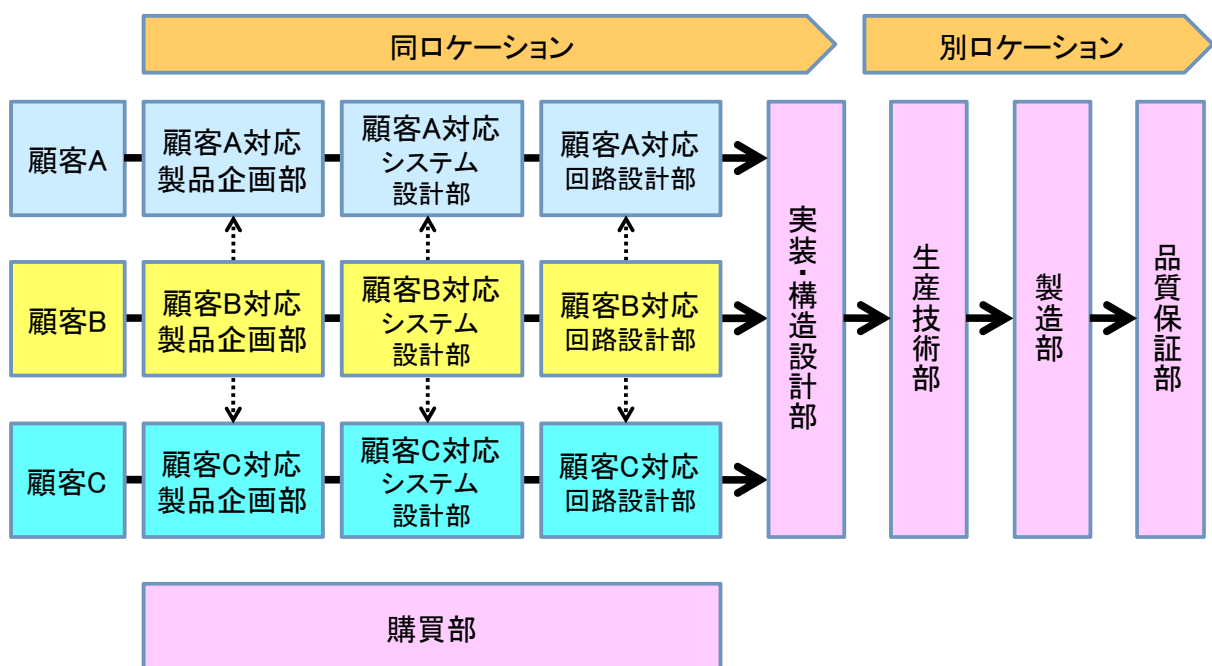 同ロケーション
別ロケーション
顧客A
顧客A対応
製品企画部
顧客A対応
システム
設計部
顧客A対応
回路設計部
顧客B
顧客B対応
製品企画部
顧客B対応
システム
設計部
顧客B対応
回路設計部
顧客C
顧客C対応
製品企画部
顧客C対応
システム
設計部
顧客C対応
回路設計部
実装・構造設計部
生産技術部
製造部
品質保証部
購買部